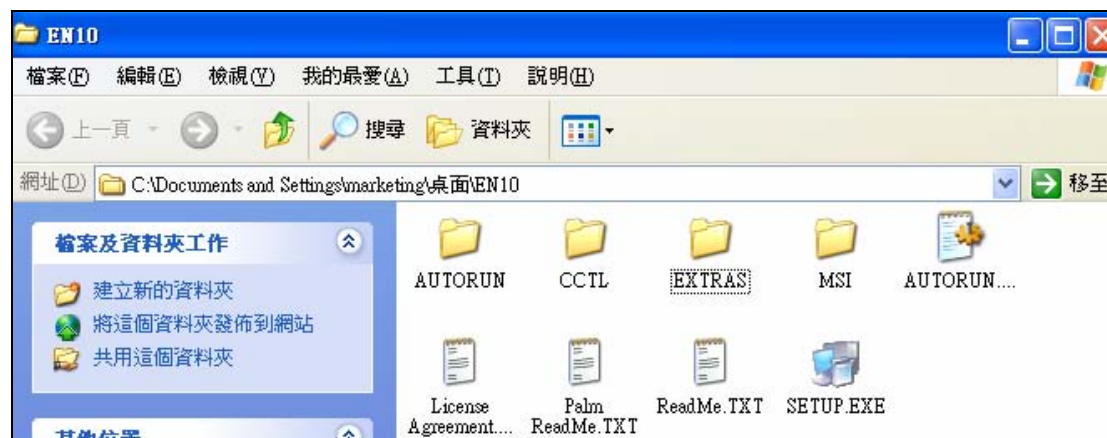 EN10
檔案(F) 編輯(E) 檢視(V) 我的最愛(A) 工具(T) 說明(H)
上一頁 搜尋 資料夾
網址(D) C:\Documents and Settings\marketing\桌面\EN10 移至
檔案及資料夾工作
建立新的資料夾
將這個資料夾發佈到網站
共用這個資料夾
其他位置
AUTORUN CCTL EXTRAS MSI AUTORUN....
License Agreement.... Palm ReadMe.TXT ReadMe.TXT SETUP.EXE